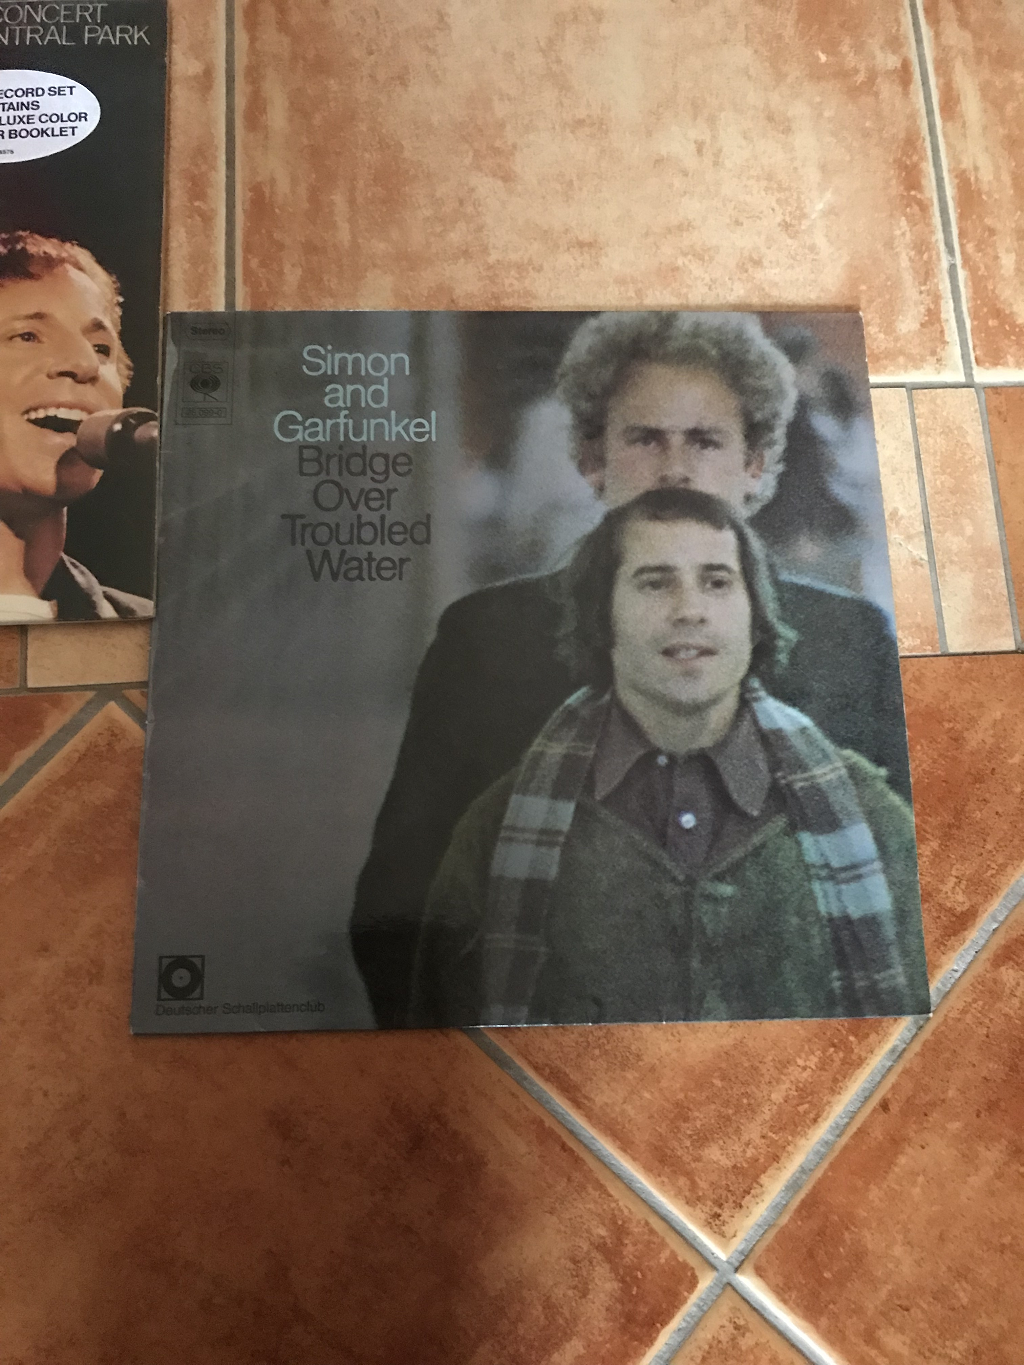 CONCERT
NTRAL PARK
ECORD SET
TAINS
LUXE COLOR
R BOOKLET
Stereo
CBS
Simon
and
Garfunkel
Bridge
Over
Troubled
Water
Deutscher Schallplattenclub